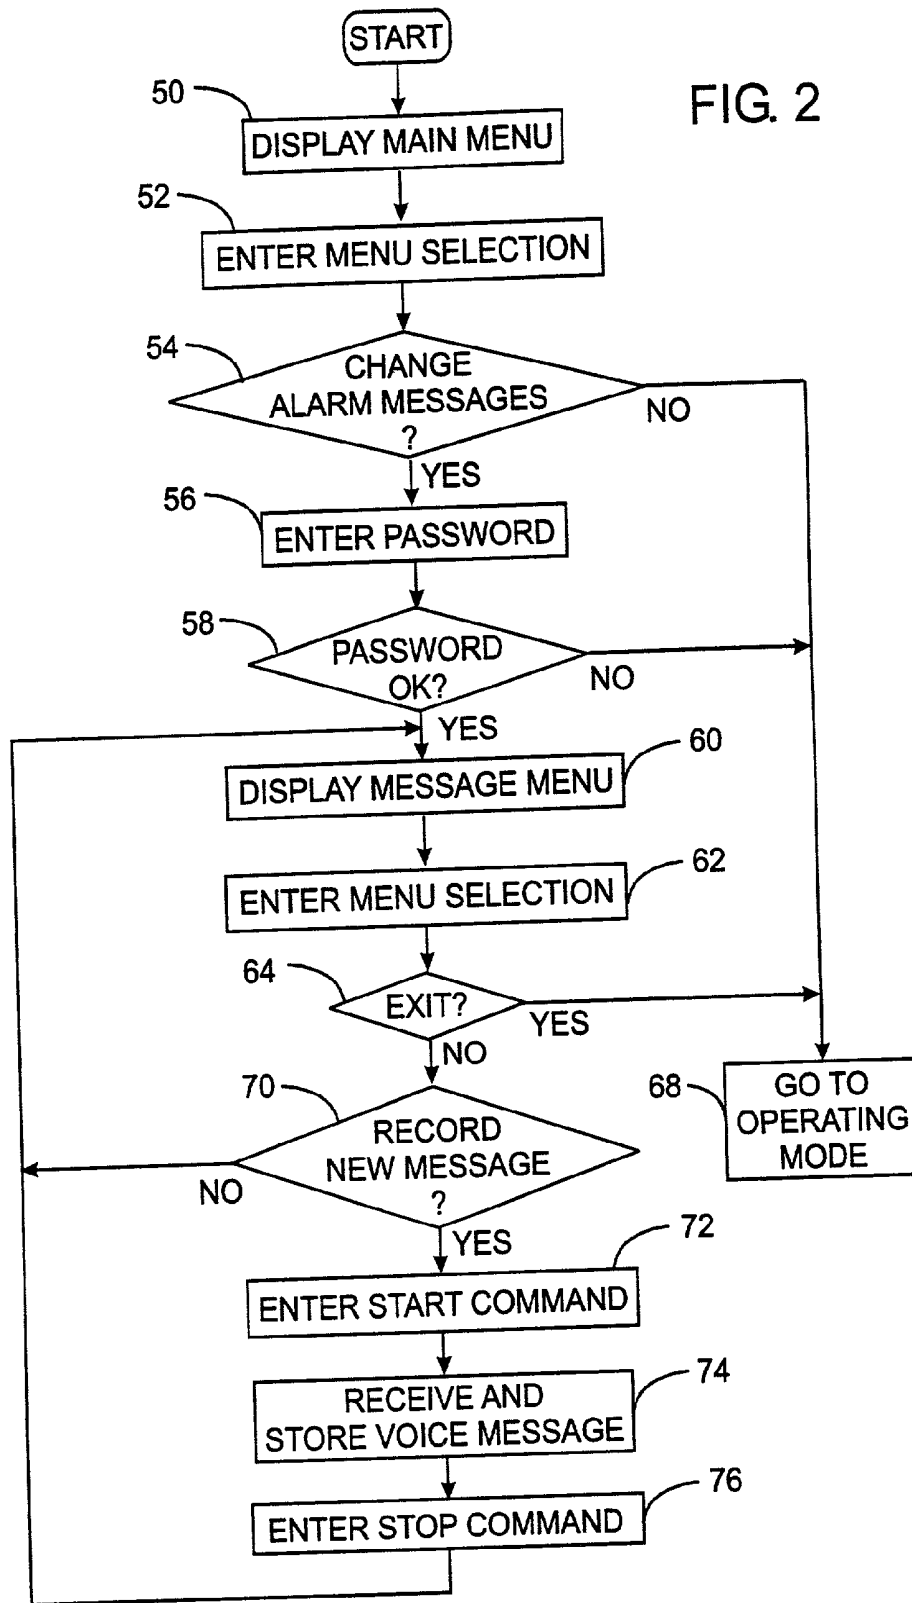 START
FIG. 2
50
DISPLAY MAIN MENU
52
ENTER MENU SELECTION
54
CHANGE
ALARM MESSAGES
?
NO
YES
56
ENTER PASSWORD
58
PASSWORD
OK?
NO
YES
60
DISPLAY MESSAGE MENU
62
ENTER MENU SELECTION
64
EXIT?
YES
NO
68
GO TO
OPERATING
MODE
70
RECORD
NEW MESSAGE
?
NO
YES
72
ENTER START COMMAND
74
RECEIVE AND
STORE VOICE MESSAGE
76
ENTER STOP COMMAND